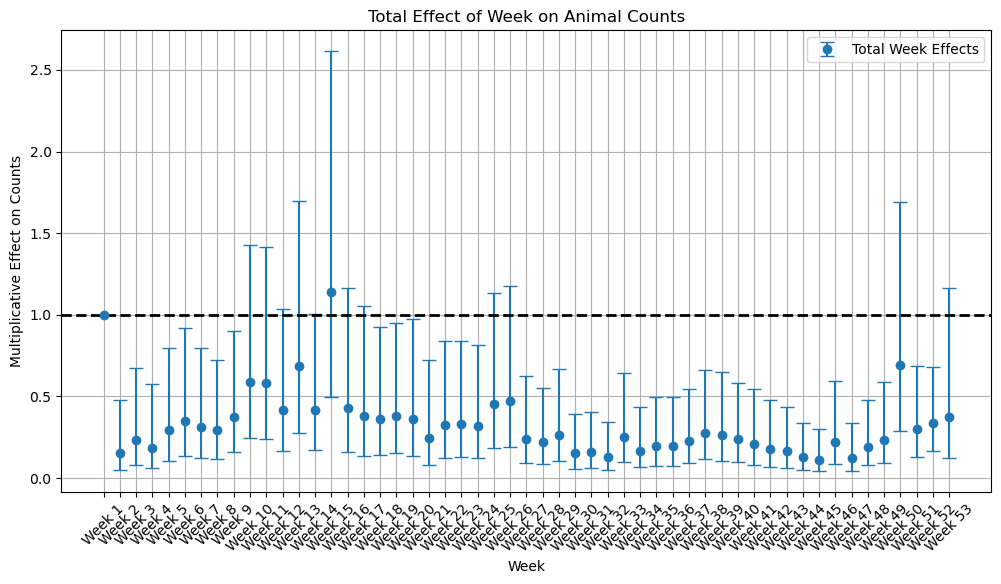 Total Effect of Week on Animal Counts
Total Week Effects
Multiplicative Effect on Counts
2.5
2.0
1.5
1.0
0.5
0.0
Week 1
Week 2
Week 3
Week 4
Week 5
Week 6
Week 7
Week 8
Week 9
Week 10
Week 11
Week 12
Week 13
Week 14
Week 15
Week 16
Week 17
Week 18
Week 19
Week 20
Week 21
Week 22
Week 23
Week 24
Week 25
Week 26
Week 27
Week 28
Week 29
Week 30
Week 31
Week 32
Week 33
Week 34
Week 35
Week 36
Week 37
Week 38
Week 39
Week 40
Week 41
Week 42
Week 43
Week 44
Week 45
Week 46
Week 47
Week 48
Week 49
Week 50
Week 51
Week 52
Week 53
Week